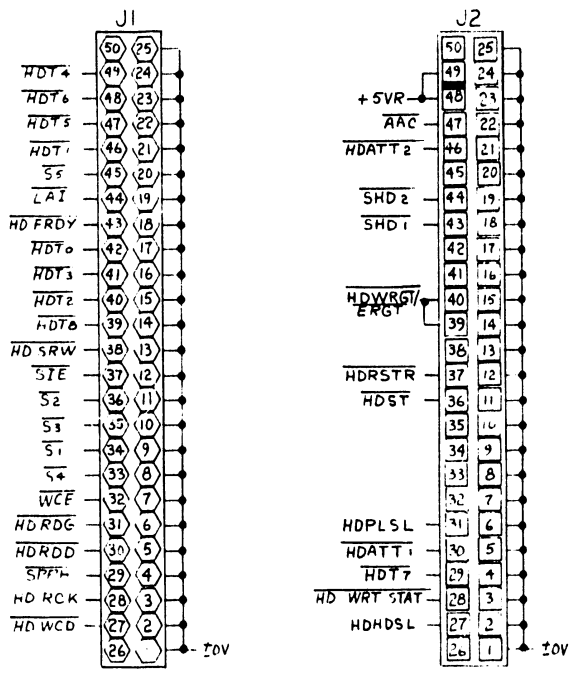 J1
50 25
HDT4 49 24
HDT6 48 23
HDT5 47 22
HDT1 46 21
S5 45 20
LAI 44 19
HD FRDY 43 18
HDT0 42 17
HDT3 41 16
HDT2 40 15
HDT8 39 14
HD SRW 38 13
SIE 37 12
S2 36 11
S3 35 10
S1 34 9
S4 33 8
WCE 32 7
HD RDG 31 6
HDRDD 30 5
29 4
HD RCK 28 3
HD WCD 27 2
26 ±0V
J2
50 25
49 24
+5VR 48 23
AAC 47 22
HDATT2 46 21
45 20
SHD2 44 19
SHD1 43 18
42 17
41 16
HDWRGT/ 40 15
ERGT 39 14
38 13
HDRSTR 37 12
HDST 36 11
35 10
34 9
33 8
32 7
HDPLSL 31 6
HDATT1 30 5
HDT7 29 4
HD WRT STAT 28 3
HDHDSL 27 2
26 1 ±0V